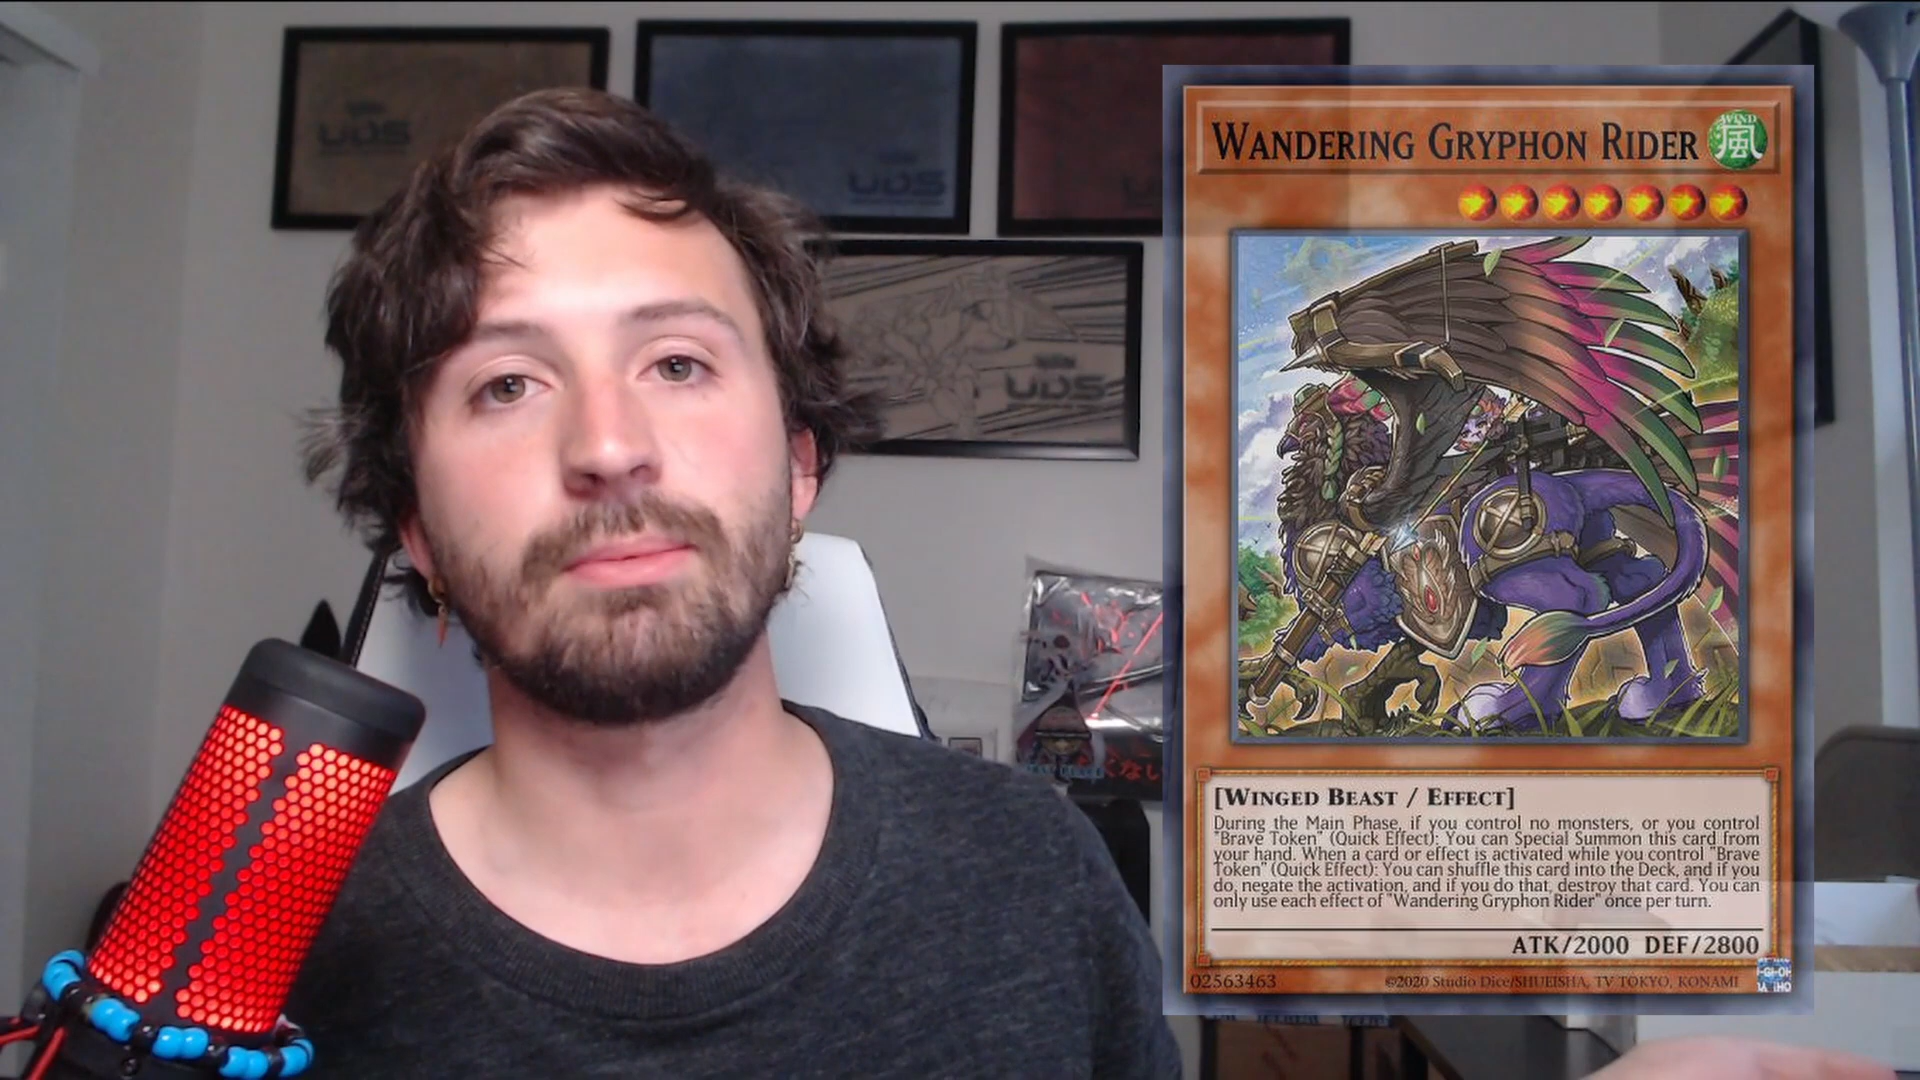 UDS
UDS
UDS
WANDERING GRYPHON RIDER
WIND
風
[WINGED BEAST / EFFECT]
During the Main Phase, if you control no monsters, or you control
"Brave Token" (Quick Effect): You can Special Summon this card from
your hand. When a card or effect is activated while you control "Brave
Token" (Quick Effect): You can shuffle this card into the Deck, and if you
do, negate the activation, and if you do that, destroy that card. You can
only use each effect of "Wandering Gryphon Rider" once per turn.
ATK/2000 DEF/2800
02563463
©2020 Studio Dice/SHUEISHA, TV TOKYO, KONAMI